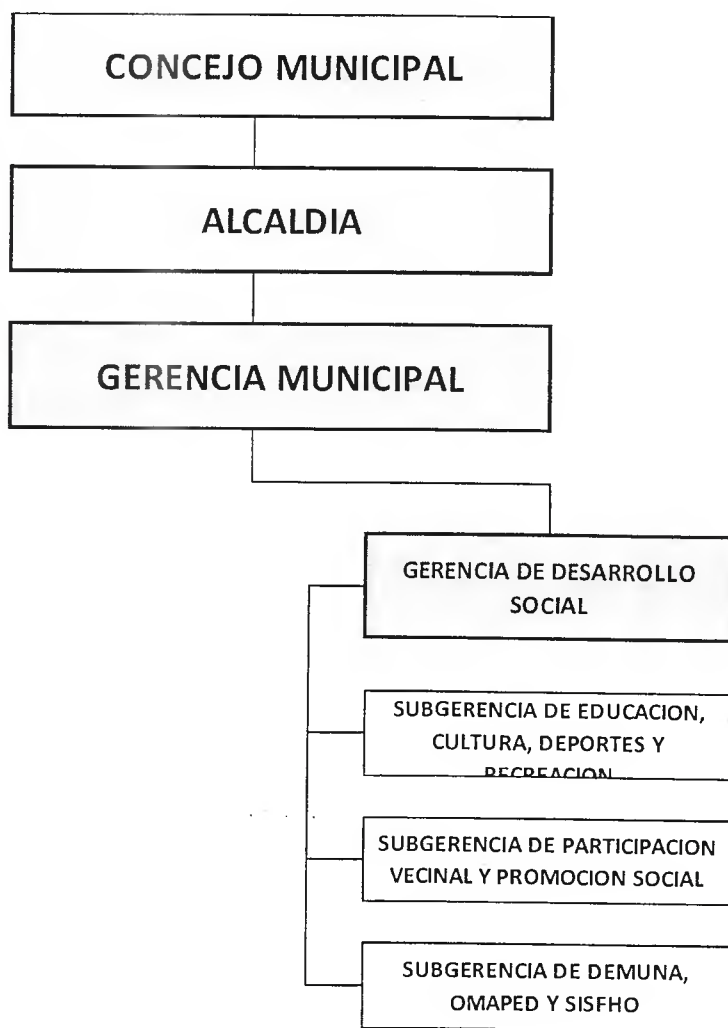 CONCEJO MUNICIPAL
ALCALDIA
GERENCIA MUNICIPAL
GERENCIA DE DESARROLLO
SOCIAL
SUBGERENCIA DE EDUCACION,
CULTURA, DEPORTES Y
RECREACION
SUBGERENCIA DE PARTICIPACION
VECINAL Y PROMOCION SOCIAL
SUBGERENCIA DE DEMUNA,
OMAPED Y SISFHO